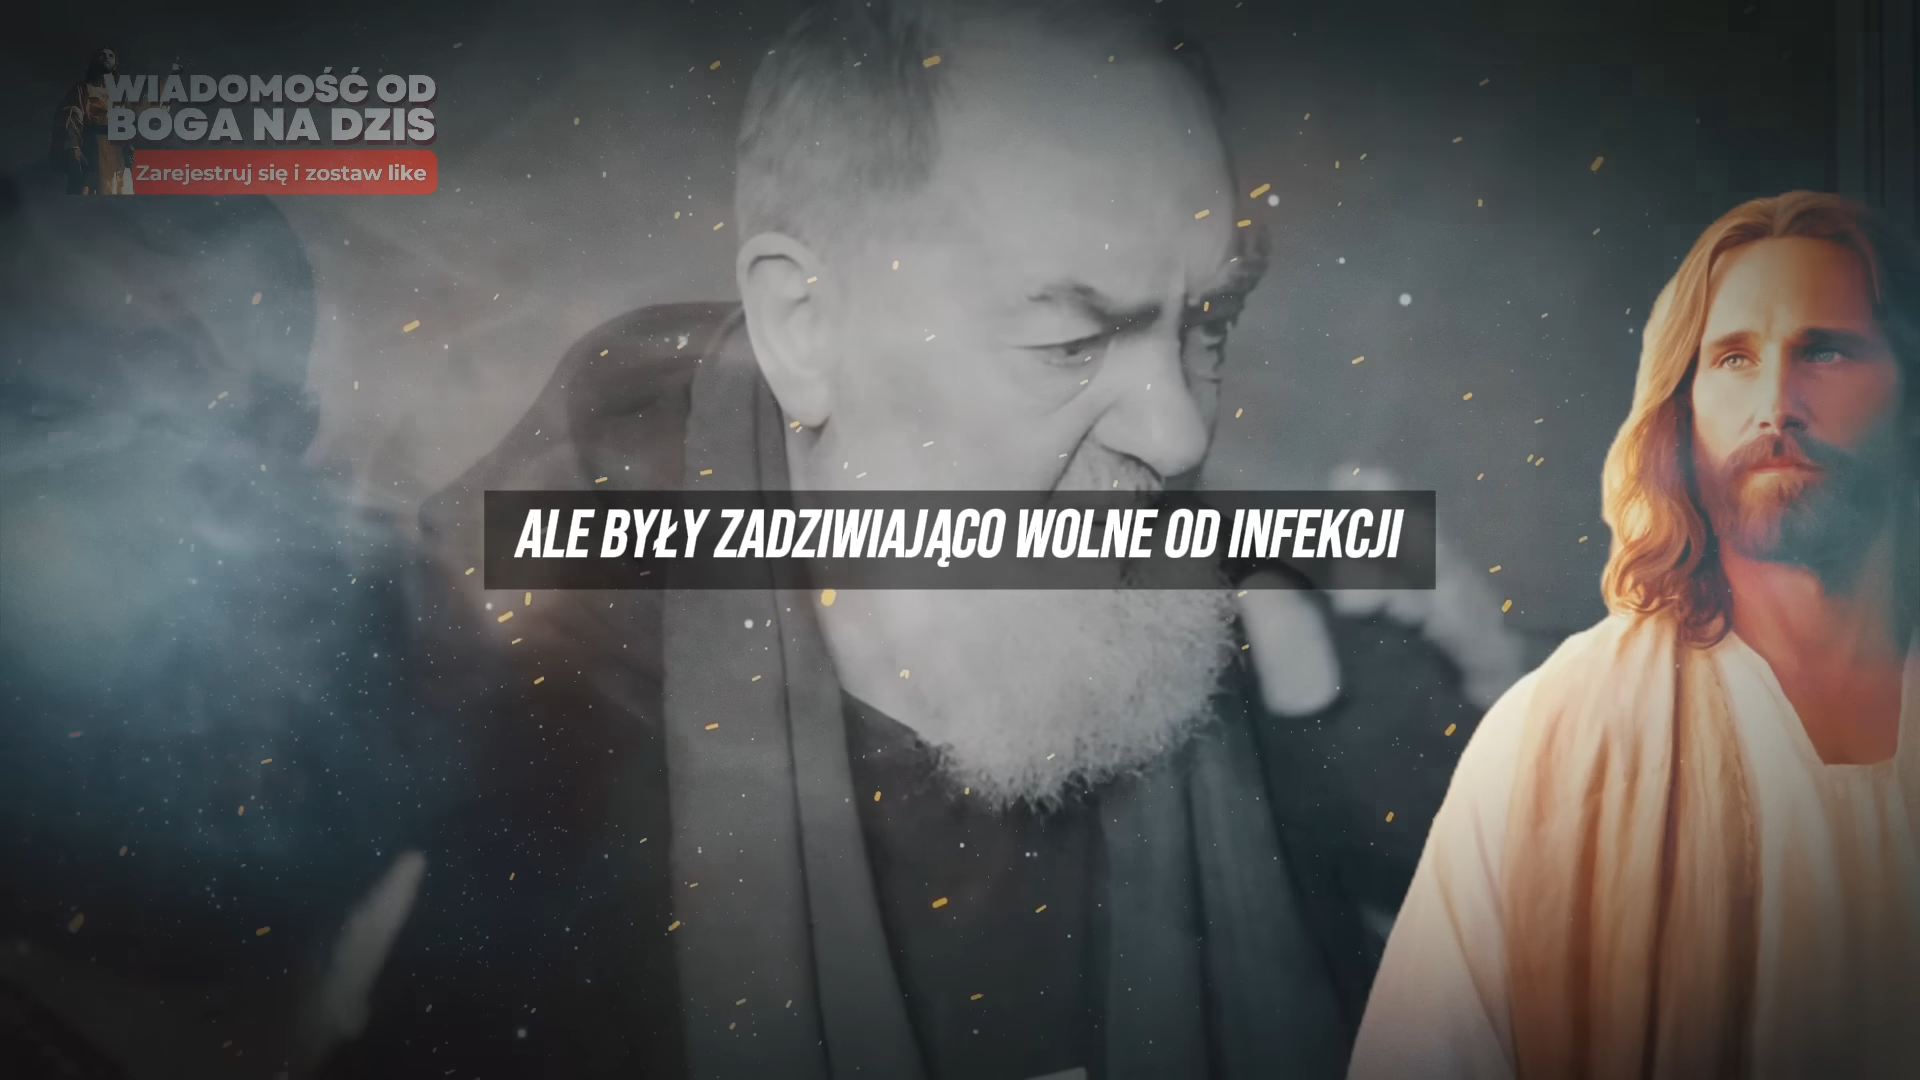 WIADOMOŚĆ OD
BOGA NA DZIS
Zarejestruj się i zostaw like
ALE BYŁY ZADZIWIAJĄCO WOLNE OD INFEKCJI